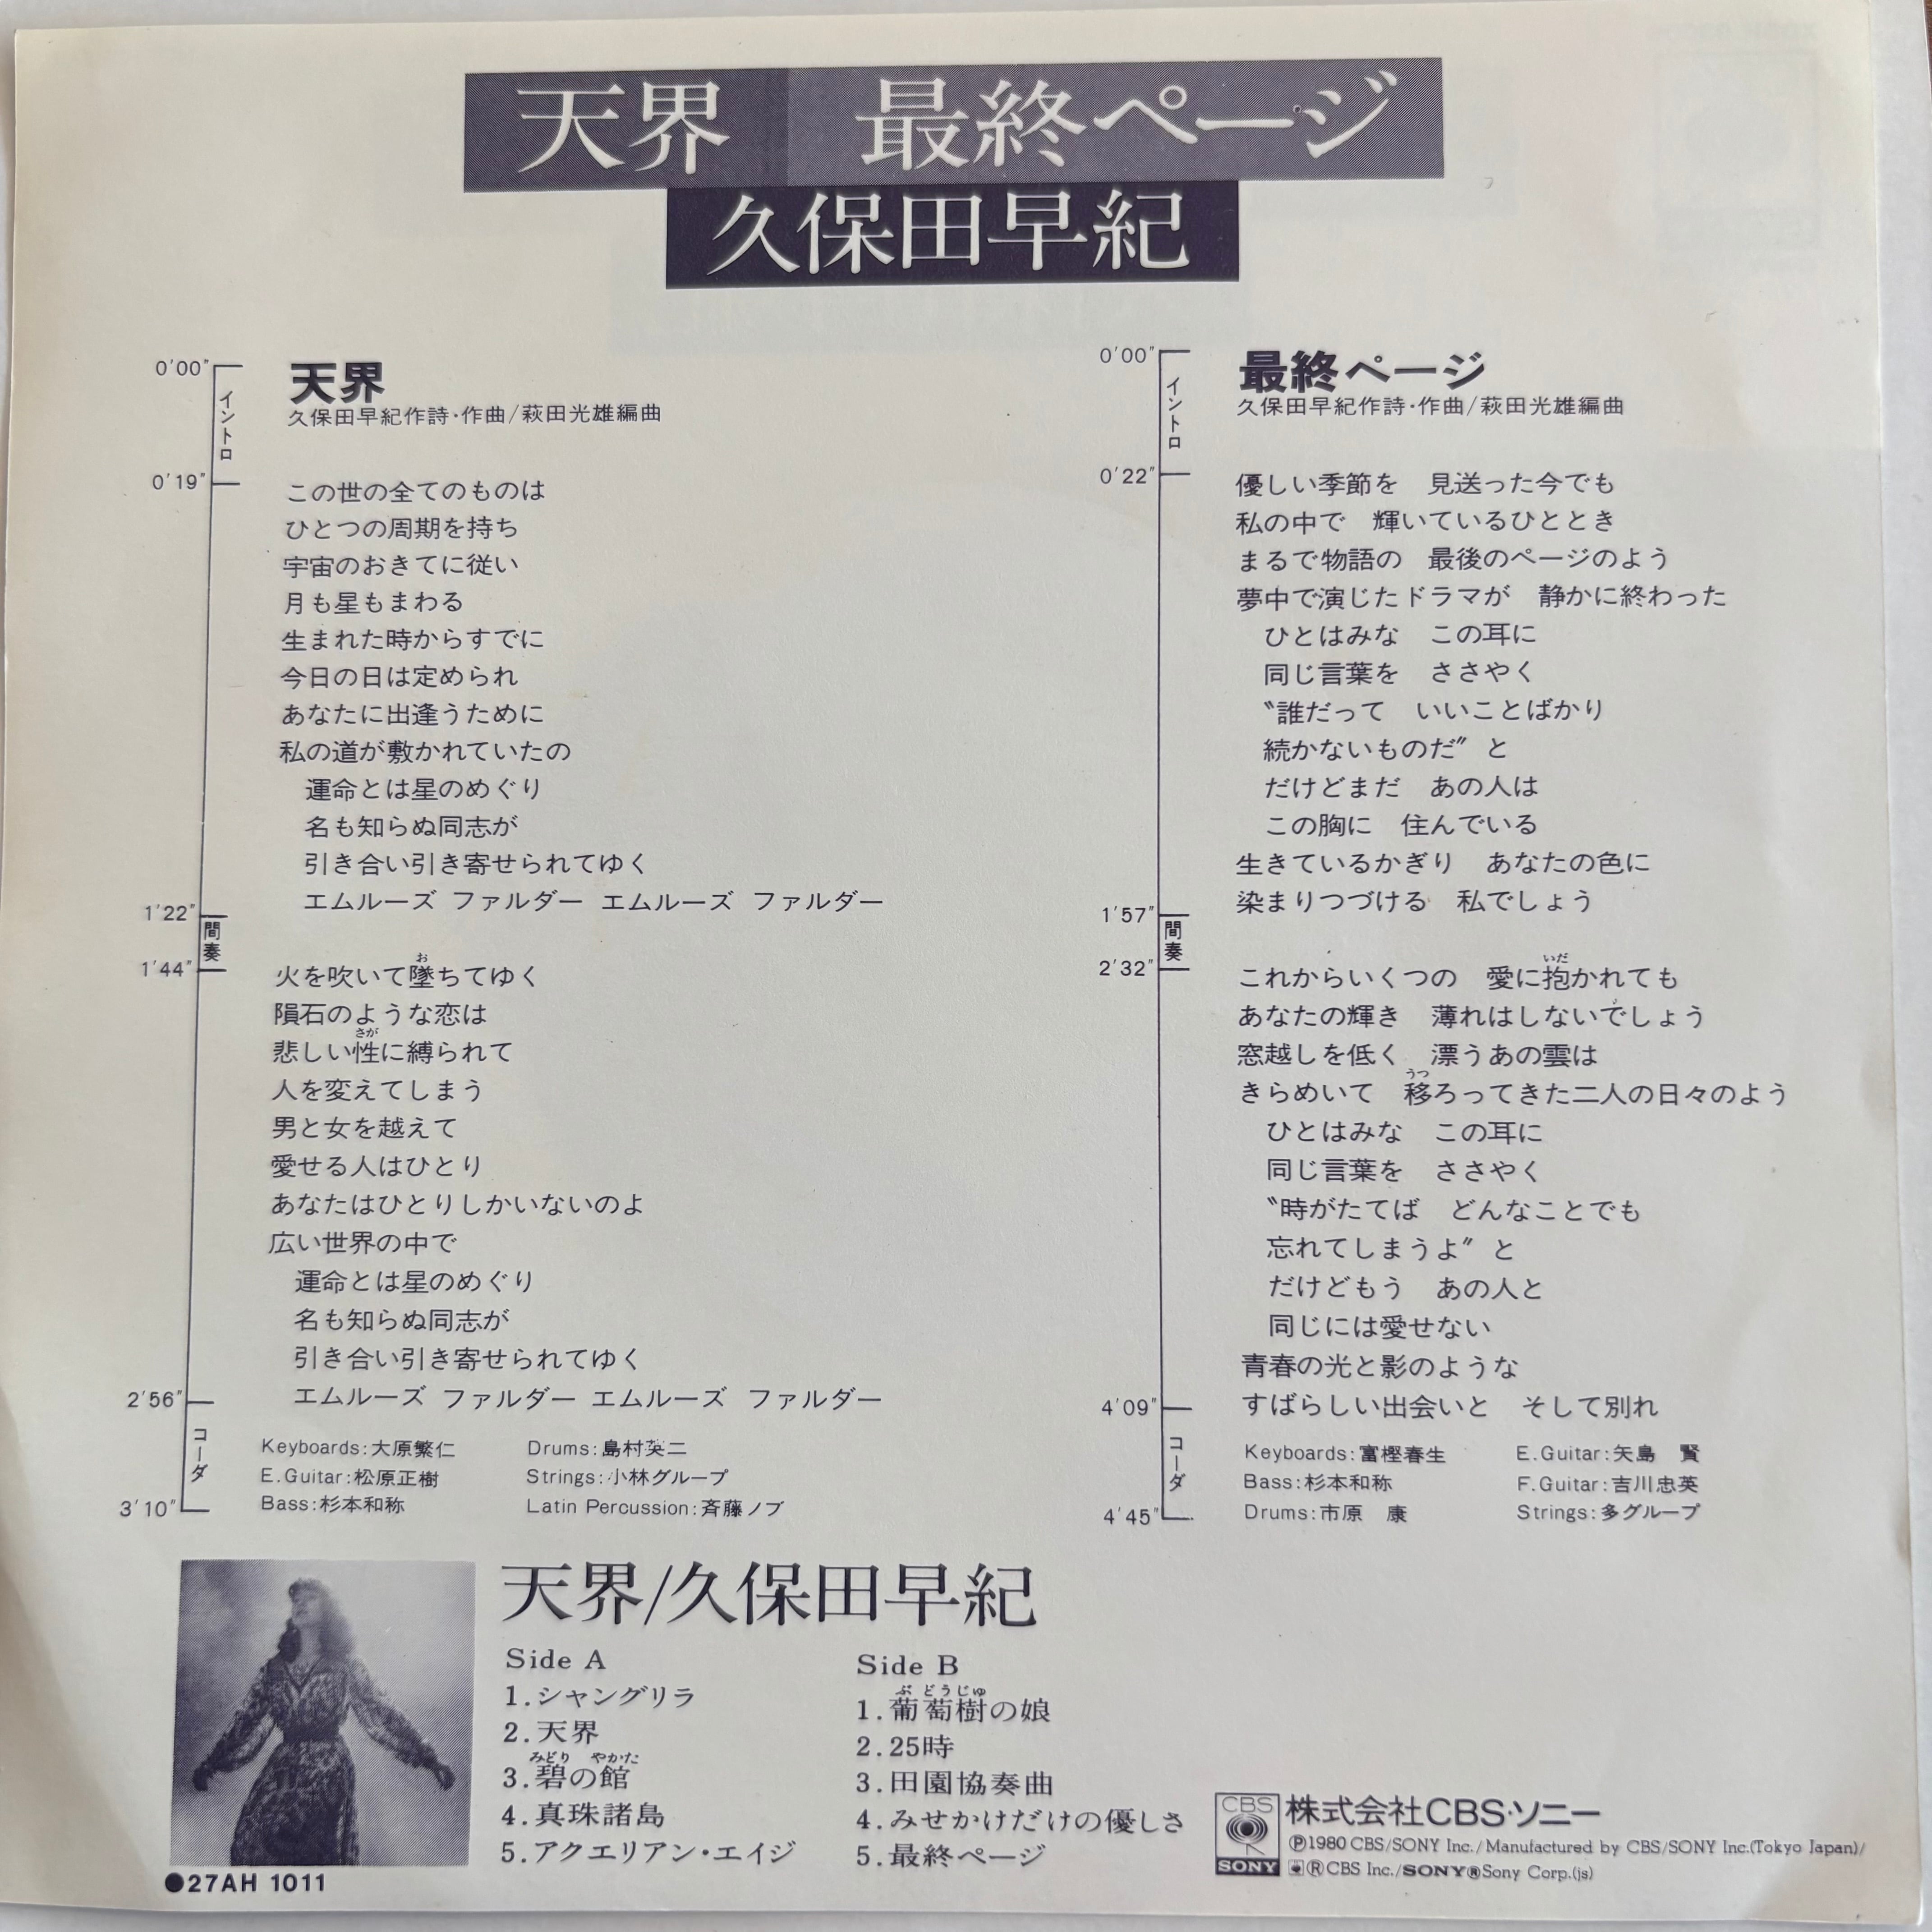 天界 最終ページ
久保田早紀
0'00"
イントロ
天界
久保田早紀作詩・作曲/萩田光雄編曲
0'19"
この世の全てのものは
ひとつの周期を持ち
宇宙のおきてに従い
月も星もまわる
生まれた時からすでに
今日の日は定められ
あなたに出逢うために
私の道が敷かれていたの
運命とは星のめぐり
名も知らぬ同志が
引き合い引き寄せられてゆく
エムルーズ ファルダー エムルーズ ファルダー
1'22"
間奏
1'44"
お
火を吹いて墜ちてゆく
隕石のような恋は
さが
悲しい性に縛られて
人を変えてしまう
男と女を越えて
愛せる人はひとり
あなたはひとりしかいないのよ
広い世界の中で
運命とは星のめぐり
名も知らぬ同志が
引き合い引き寄せられてゆく
エムルーズ ファルダー エムルーズ ファルダー
2'56"
コーダ
3'10"
Keyboards:大原繁仁 Drums:島村英二
E.Guitar:松原正樹 Strings:小林グループ
Bass:杉本和称 Latin Percussion:斉藤ノブ
0'00"
イントロ
最終ページ
久保田早紀作詩・作曲/萩田光雄編曲
0'22"
優しい季節を 見送った今でも
私の中で 輝いているひととき
まるで物語の 最後のページのよう
夢中で演じたドラマが 静かに終わった
ひとはみな この耳に
同じ言葉を ささやく
〝誰だって いいことばかり
続かないものだ〞と
だけどまだ あの人は
この胸に 住んでいる
生きているかぎり あなたの色に
染まりつづける 私でしょう
1'57"
間奏
2'32"
いだ
これからいくつの 愛に抱かれても
あなたの輝き 薄れはしないでしょう
窓越しを低く 漂うあの雲は
うつ
きらめいて 移ろってきた二人の日々のよう
ひとはみな この耳に
同じ言葉を ささやく
〝時がたてば どんなことでも
忘れてしまうよ〞と
だけどもう あの人と
同じには愛せない
青春の光と影のような
すばらしい出会いと そして別れ
4'09"
コーダ
4'45"
Keyboards:富樫春生 E.Guitar:矢島 賢
Bass:杉本和称 F.Guitar:吉川忠英
Drums:市原 康 Strings:多グループ
天界/久保田早紀
Side A
1.シャングリラ
2.天界
みどり やかた
3.碧の館
4.真珠諸島
5.アクエリアン・エイジ
Side B
ぶ どうじゅ
1.葡萄樹の娘
2.25時
3.田園協奏曲
4.みせかけだけの優しさ
5.最終ページ
●27AH 1011
CBS
SONY
株式会社CBS・ソニー
Ⓟ1980 CBS/SONY Inc./Manufactured by CBS/SONY Inc.(Tokyo Japan)/
®CBS Inc./SONY®Sony Corp.(js)